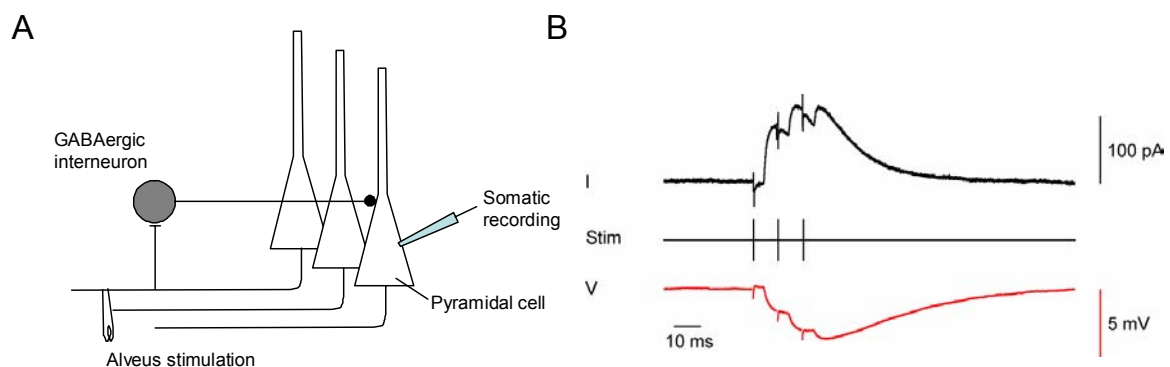 A
GABAergic
interneuron
Somatic
recording
Pyramidal cell
Alveus stimulation
B
I
100 pA
Stim
V
5 mV
10 ms